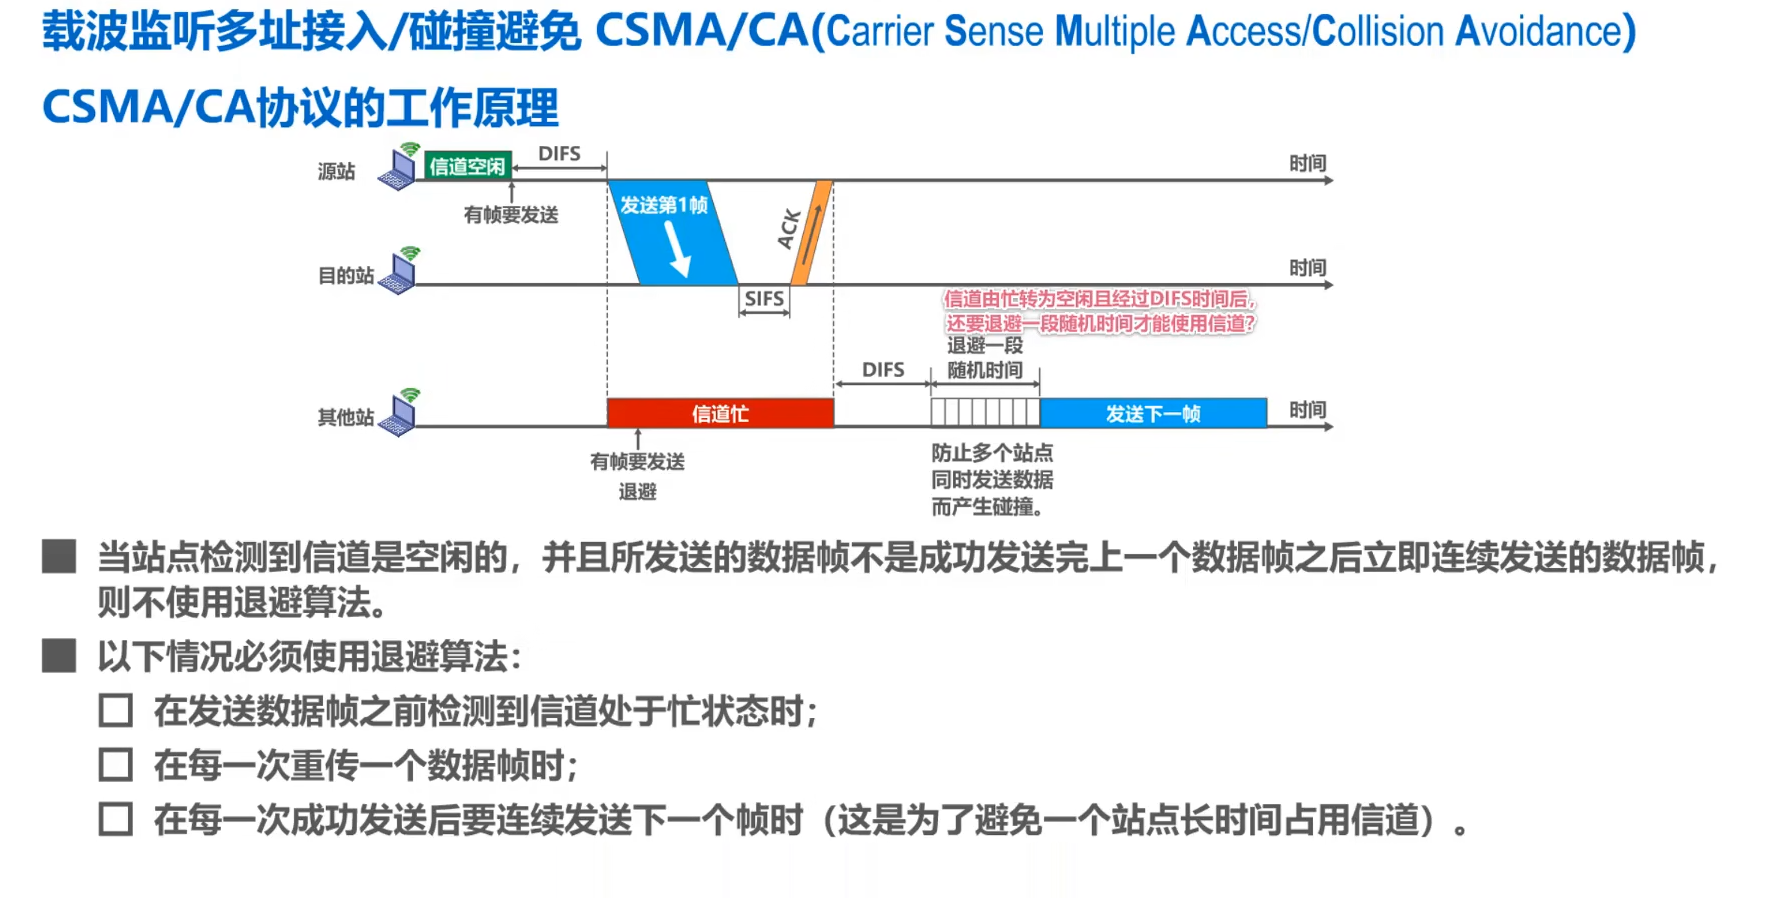 载波监听多址接入/碰撞避免 CSMA/CA(Carrier Sense Multiple Access/Collision Avoidance)
CSMA/CA协议的工作原理
源站
信道空闲
DIFS
时间
有帧要发送
发送第1帧
ACK
目的站
时间
SIFS
信道由忙转为空闲且经过DIFS时间后,
还要退避一段随机时间才能使用信道?
退避一段
随机时间
DIFS
其他站
信道忙
发送下一帧
时间
有帧要发送
退避
防止多个站点
同时发送数据
而产生碰撞。
当站点检测到信道是空闲的，并且所发送的数据帧不是成功发送完上一个数据帧之后立即连续发送的数据帧，
则不使用退避算法。
以下情况必须使用退避算法：
在发送数据帧之前检测到信道处于忙状态时；
在每一次重传一个数据帧时；
在每一次成功发送后要连续发送下一个帧时（这是为了避免一个站点长时间占用信道）。